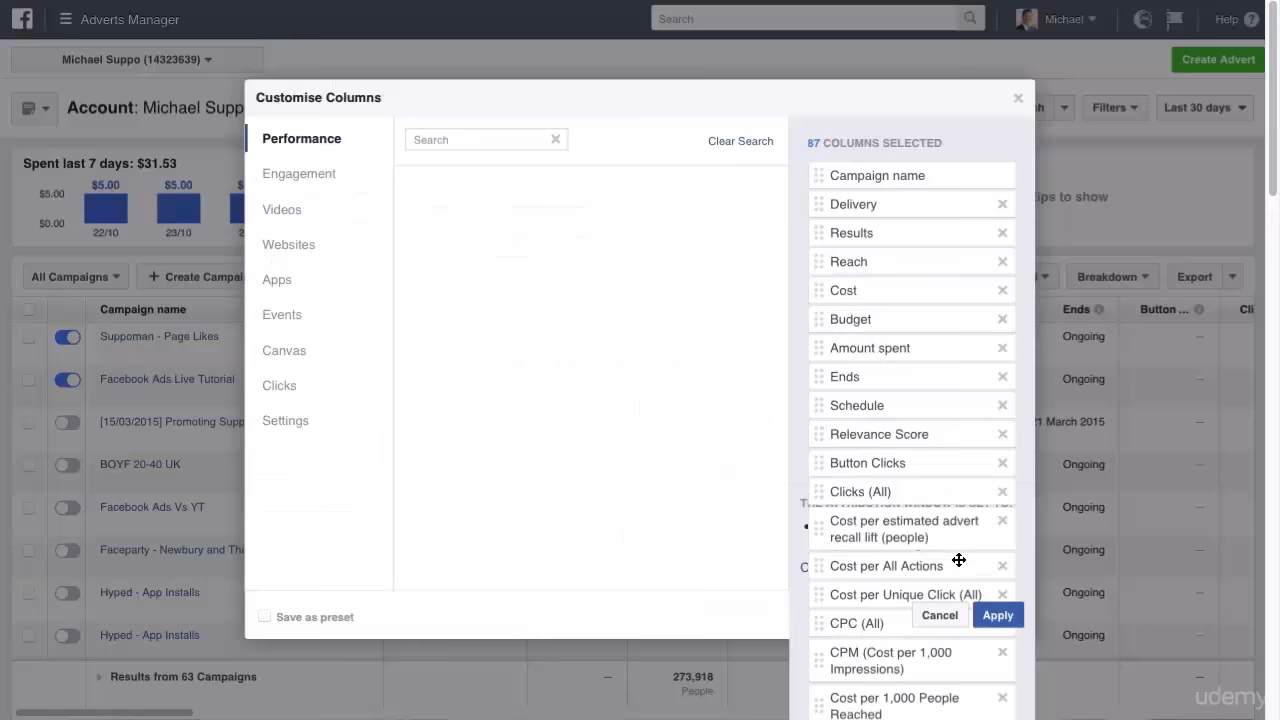 Adverts Manager
Search
Michael
Help
Michael Suppo (14323639)
Create Advert
Account: Michael Supp
Customise Columns
ch
Filters
Last 30 days
Performance
Engagement
Videos
Websites
Apps
Events
Canvas
Clicks
Settings
Search
Clear Search
87 COLUMNS SELECTED
Campaign name
Delivery
Results
Reach
Cost
Budget
Amount spent
Ends
Schedule
Relevance Score
Button Clicks
Clicks (All)
Cost per estimated advert
recall lift (people)
Cost per All Actions
Cost per Unique Click (All)
CPC (All)
CPM (Cost per 1,000
Impressions)
Cost per 1,000 People
Reached
Save as preset
Cancel
Apply
Spent last 7 days: $31.53
$5.00
$0.00
$5.00
$5.00
$
22/10
23/10
2
ips to show
All Campaigns
+ Create Campai
Breakdown
Export
Campaign name
Ends
Button ...
Cli
Suppoman - Page Likes
Ongoing
Facebook Ads Live Tutorial
Ongoing
[15/03/2015] Promoting Supp
21 March 2015
BOYF 20-40 UK
Ongoing
Facebook Ads Vs YT
Ongoing
Faceparty - Newbury and Tha
Ongoing
Hyped - App Installs
Ongoing
Hyped - App Installs
Ongoing
Results from 63 Campaigns
273,918
People
udemy